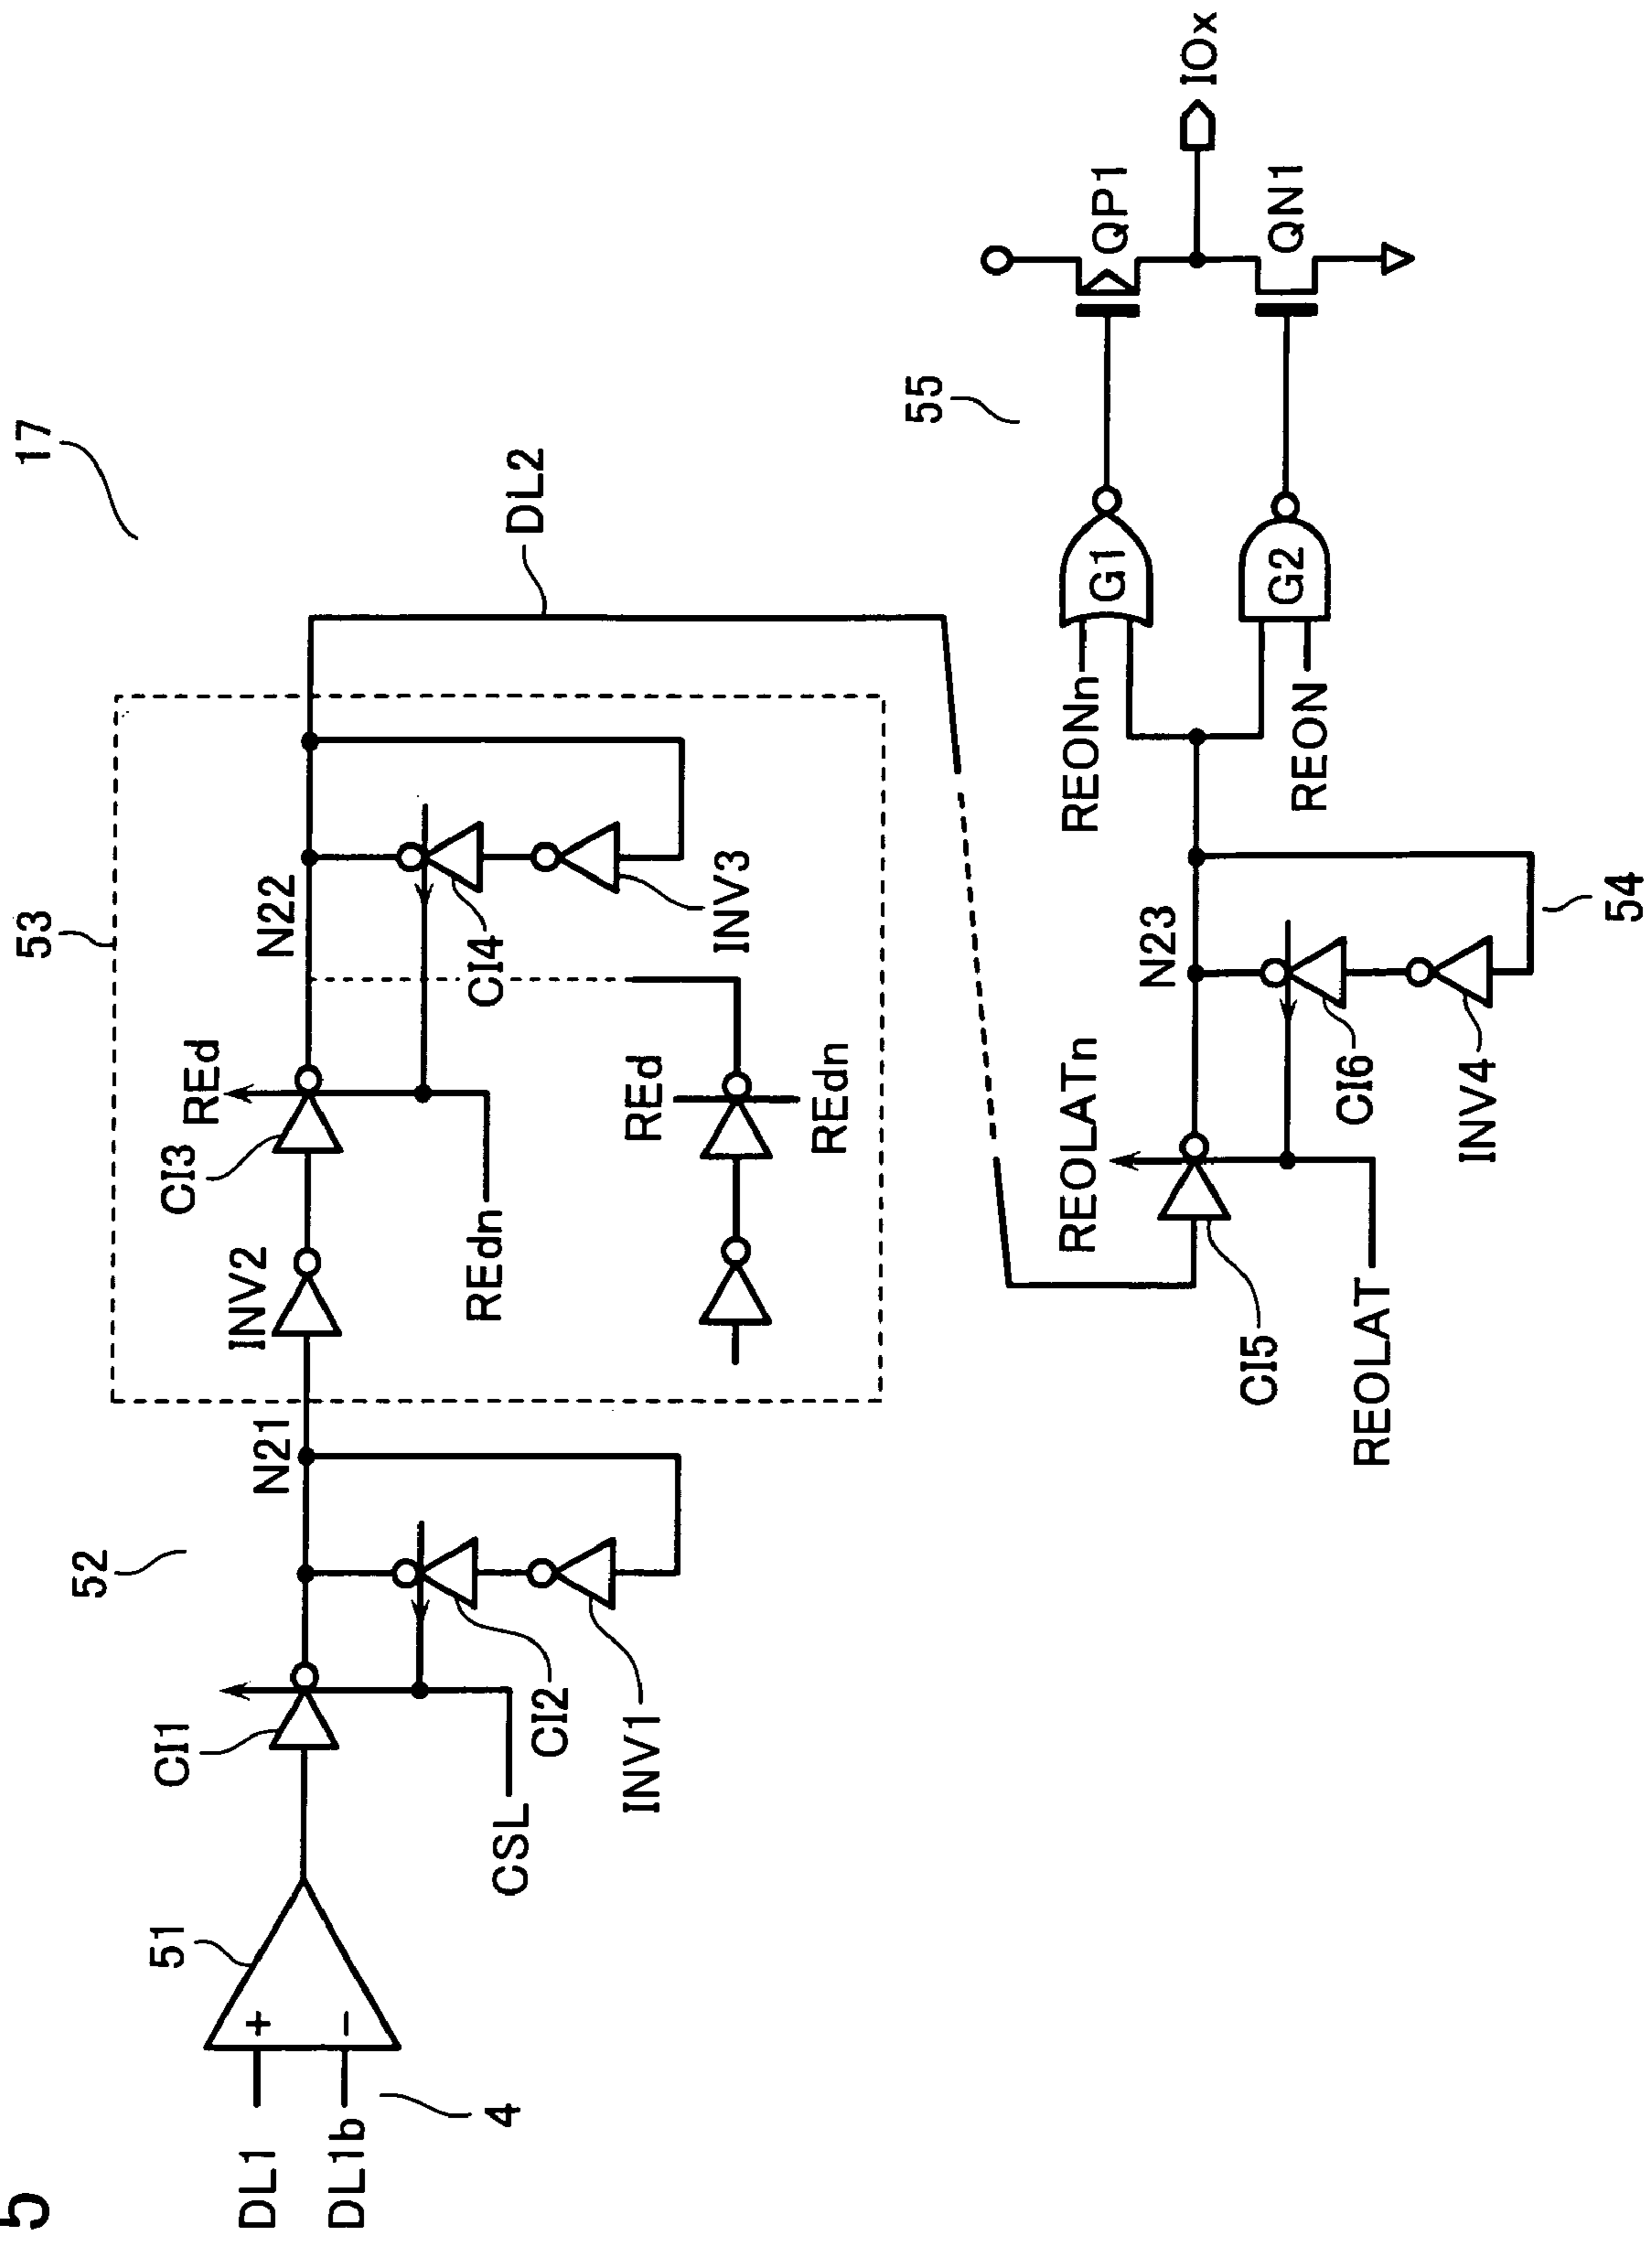 5
17
53
52
51
4
DL1
DL1b
CI1
CSL
CI2
INV1
N21
INV2
CI3
REd
REdn
N22
CI4
INV3
REd
REdn
DL2
REOLATn
CI5
REOLAT
N23
CI6
INV4
54
55
REONn
G1
REON
G2
QP1
QN1
IOx
+
−